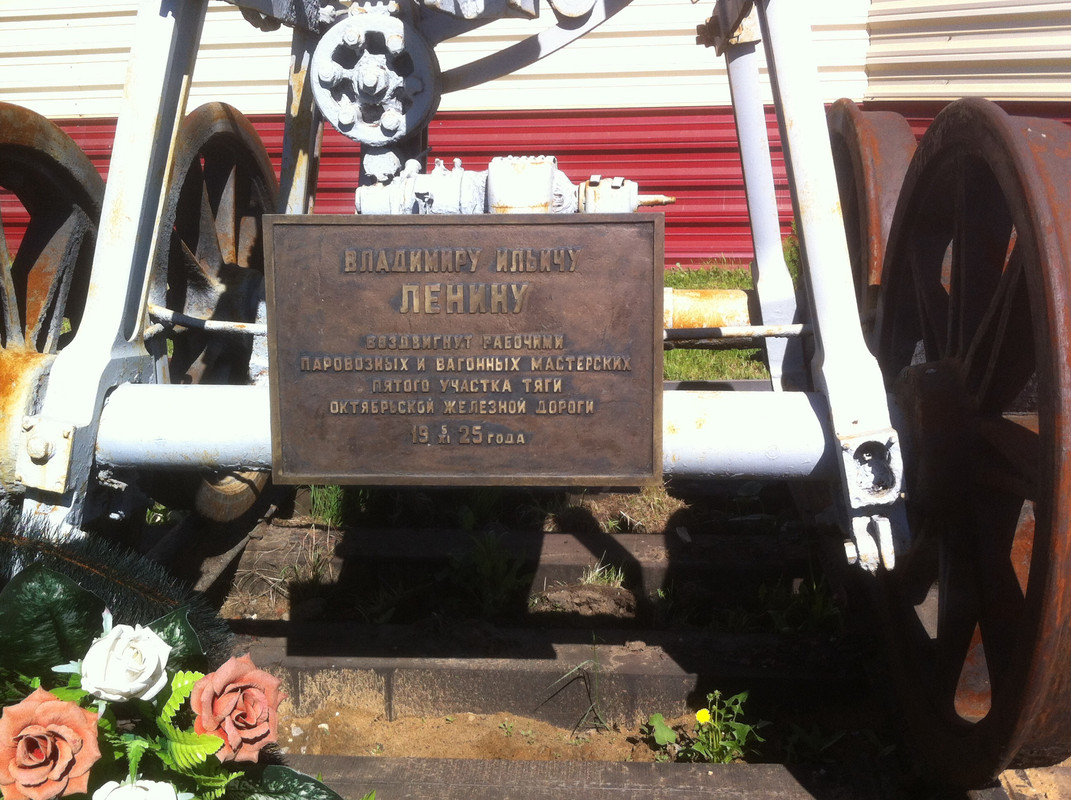 ВЛАДИМИРУ ИЛЬИЧУ
ЛЕНИНУ
ВОЗДВИГНУТ РАБОЧИМИ
ПАРОВОЗНЫХ И ВАГОННЫХ МАСТЕРСКИХ
ПЯТОГО УЧАСТКА ТЯГИ
ОКТЯБРЬСКОЙ ЖЕЛЕЗНОЙ ДОРОГИ
19 5/XI 25 ГОДА